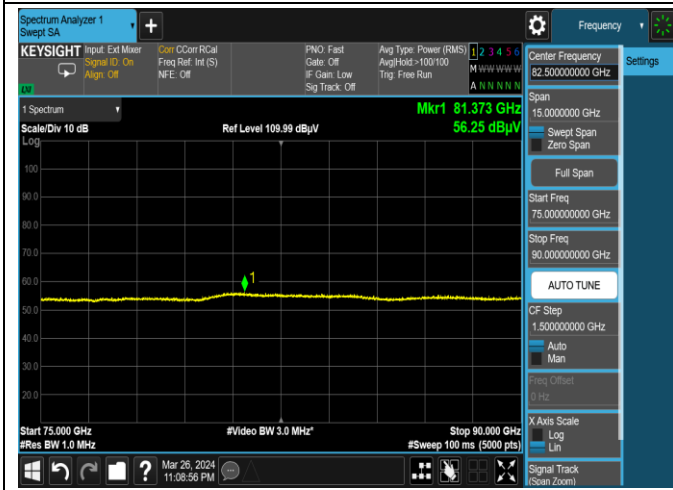 Spectrum Analyzer 1
Swept SA
+
Frequency
KEYSIGHT
Input: Ext Mixer
Signal ID: On
Align: Off
Corr CCorr RCal
Freq Ref: Int (S)
NFE: Off
PNO: Fast
Gate: Off
IF Gain: Low
Sig Track: Off
Avg Type: Power (RMS)
Avg|Hold:>100/100
Trig: Free Run
1 2 3 4 5 6
M W W W W W
A N N N N N
LW
1 Spectrum
Scale/Div 10 dB
Log
Ref Level 109.99 dBµV
Mkr1 81.373 GHz
56.25 dBµV
100
90.0
80.0
70.0
60.0
50.0
40.0
30.0
20.0
1
Start 75.000 GHz
#Res BW 1.0 MHz
#Video BW 3.0 MHz*
Stop 90.000 GHz
#Sweep 100 ms (5000 pts)
Mar 26, 2024
11:08:56 PM
?
Center Frequency
82.500000000 GHz
Settings
Span
15.0000000 GHz
Swept Span
Zero Span
Full Span
Start Freq
75.000000000 GHz
Stop Freq
90.000000000 GHz
AUTO TUNE
CF Step
1.500000000 GHz
Auto
Man
Freq Offset
0 Hz
X Axis Scale
Log
Lin
Signal Track
(Span Zoom)